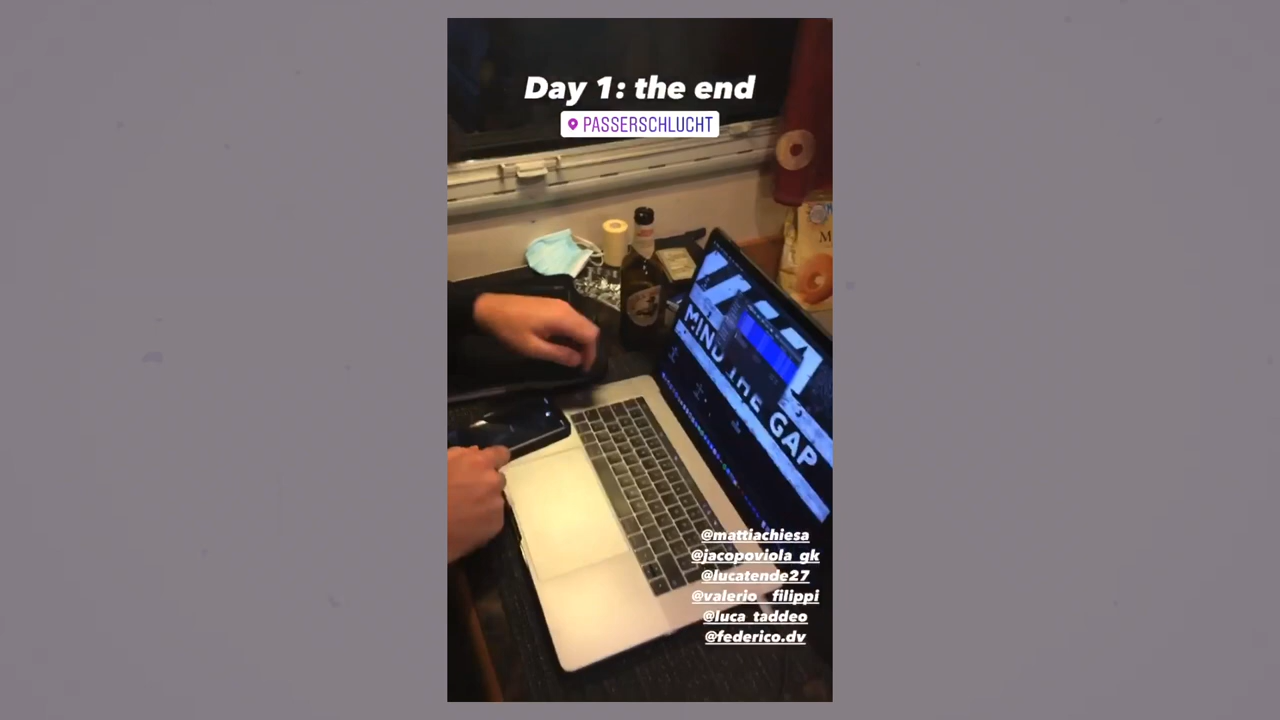 Day 1: the end
PASSERSCHLUCHT
M
MIND THE GAP
@mattiachiesa
@jacopoviola_gk
@lucatende27
@valerio__filippi
@luca_taddeo
@federico.dv